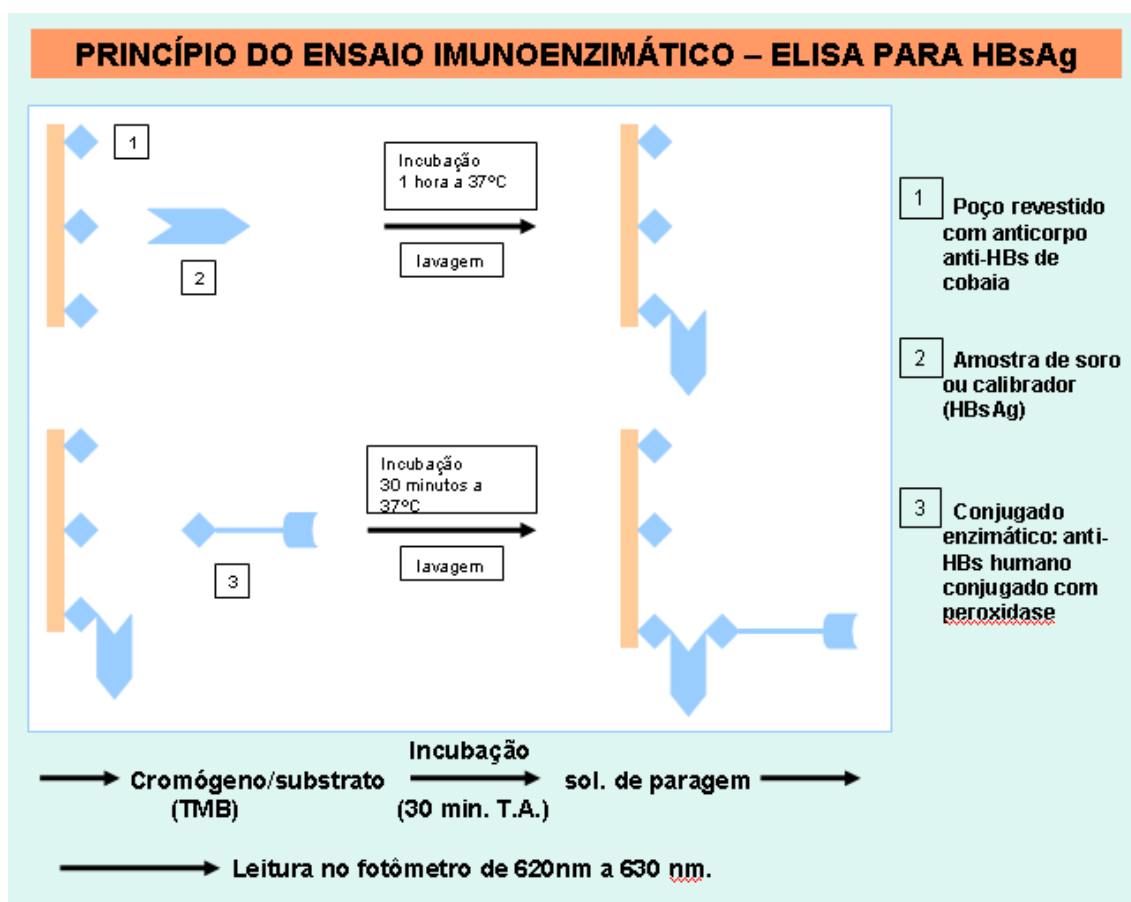 PRINCÍPIO DO ENSAIO IMUNOENZIMÁTICO – ELISA PARA HBsAg
1
Incubação
1 hora a 37ºC
lavagem
2
1 Poço revestido
com anticorpo
anti-HBs de
cobaia
2 Amostra de soro
ou calibrador
(HBsAg)
Incubação
30 minutos a
37ºC
lavagem
3
3 Conjugado
enzimático: anti-
HBs humano
conjugado com
peroxidase
Incubação
Cromógeno/substrato
sol. de paragem
(TMB)
(30 min. T.A.)
Leitura no fotômetro de 620nm a 630 nm.